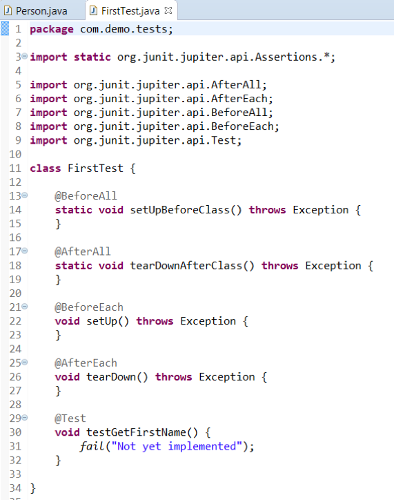 Person.java FirstTest.java
1 package com.demo.tests;
2
3 import static org.junit.jupiter.api.Assertions.*;
4
5 import org.junit.jupiter.api.AfterAll;
6 import org.junit.jupiter.api.AfterEach;
7 import org.junit.jupiter.api.BeforeAll;
8 import org.junit.jupiter.api.BeforeEach;
9 import org.junit.jupiter.api.Test;
10
11 class FirstTest {
12
13 @BeforeAll
14 static void setUpBeforeClass() throws Exception {
15 }
16
17 @AfterAll
18 static void tearDownAfterClass() throws Exception {
19 }
20
21 @BeforeEach
22 void setUp() throws Exception {
23 }
24
25 @AfterEach
26 void tearDown() throws Exception {
27 }
28
29 @Test
30 void testGetFirstName() {
31 fail("Not yet implemented");
32 }
33
34 }